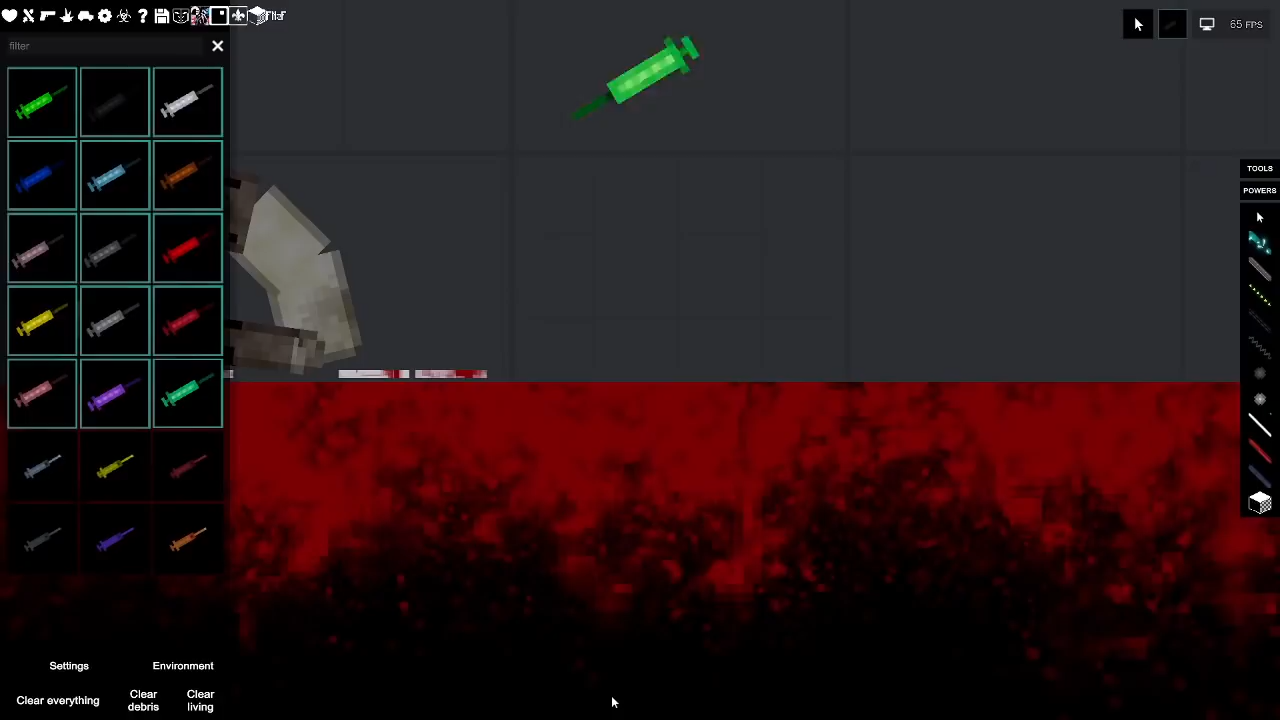 65 FPS
filter
TOOLS
POWERS
Settings
Environment
Clear everything
Clear debris
Clear living